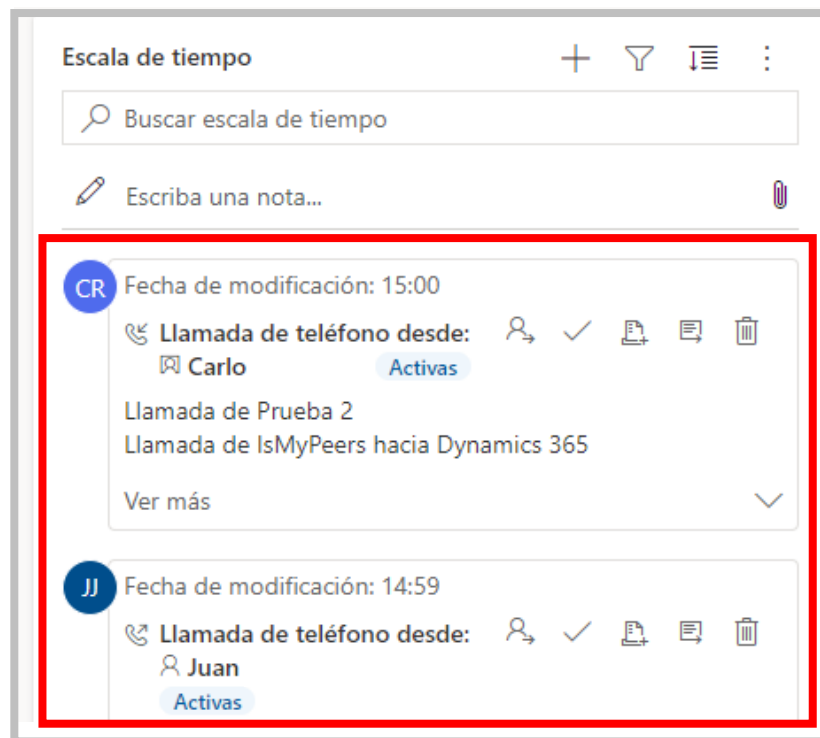 Escala de tiempo
Buscar escala de tiempo
Escriba una nota...
CR
Fecha de modificación: 15:00
Llamada de teléfono desde:
Carlo
Activas
Llamada de Prueba 2
Llamada de IsMyPeers hacia Dynamics 365
Ver más
JJ
Fecha de modificación: 14:59
Llamada de teléfono desde:
Juan
Activas